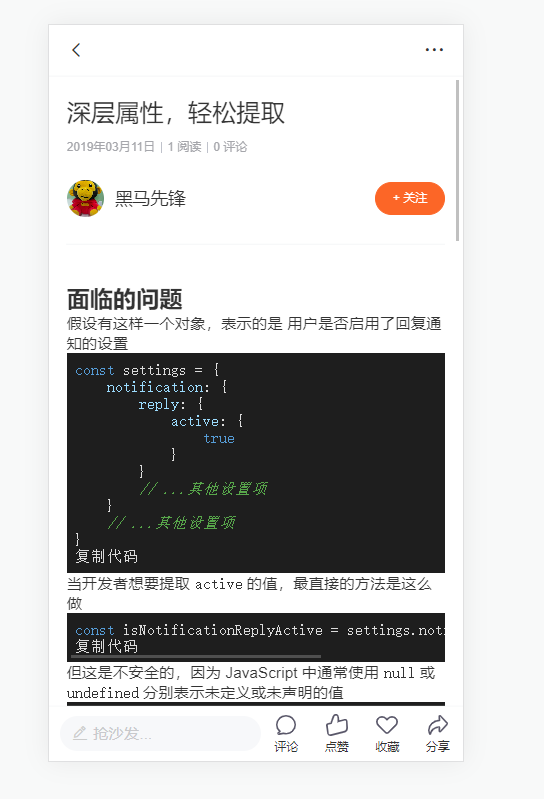 深层属性，轻松提取
2019年03月11日 | 1 阅读 | 0 评论
黑马先锋
+ 关注
面临的问题
假设有这样一个对象，表示的是 用户是否启用了回复通
知的设置
const settings = {
notification: {
reply: {
active: {
true
}
}
// ...其他设置项
}
// ...其他设置项
}
复制代码
当开发者想要提取 active 的值，最直接的方法是这么
做
const isNotificationReplyActive = settings.noti
复制代码
但这是不安全的，因为 JavaScript 中通常使用 null 或
undefined 分别表示未定义或未声明的值
抢沙发...
评论
点赞
收藏
分享